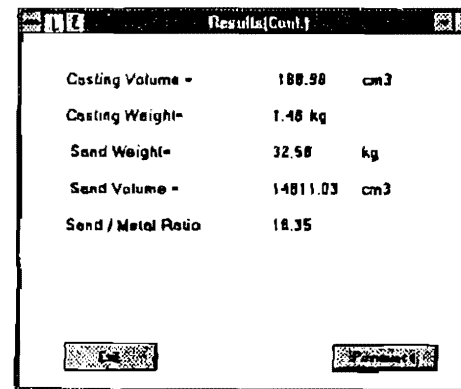 Results(Cont.)
Casting Volume = 188.98 cm3
Casting Weight= 1.48 kg
Sand Weight= 32.58 kg
Sand Volume = 14811.03 cm3
Sand / Metal Ratio 18.35